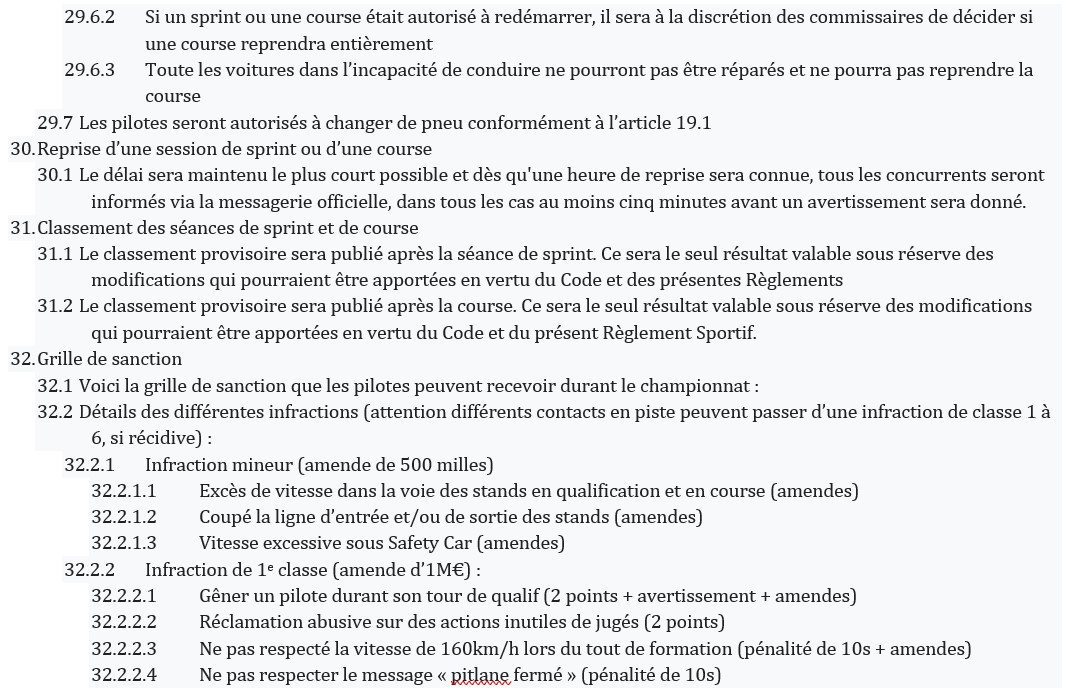 29.6.2 Si un sprint ou une course était autorisé à redémarrer, il sera à la discrétion des commissaires de décider si
une course reprendra entièrement
29.6.3 Toute les voitures dans l’incapacité de conduire ne pourront pas être réparés et ne pourra pas reprendre la
course
29.7 Les pilotes seront autorisés à changer de pneu conformément à l’article 19.1
30. Reprise d’une session de sprint ou d’une course
30.1 Le délai sera maintenu le plus court possible et dès qu'une heure de reprise sera connue, tous les concurrents seront
informés via la messagerie officielle, dans tous les cas au moins cinq minutes avant un avertissement sera donné.
31. Classement des séances de sprint et de course
31.1 Le classement provisoire sera publié après la séance de sprint. Ce sera le seul résultat valable sous réserve des
modifications qui pourraient être apportées en vertu du Code et des présentes Règlements
31.2 Le classement provisoire sera publié après la course. Ce sera le seul résultat valable sous réserve des modifications
qui pourraient être apportées en vertu du Code et du présent Règlement Sportif.
32. Grille de sanction
32.1 Voici la grille de sanction que les pilotes peuvent recevoir durant le championnat :
32.2 Détails des différentes infractions (attention différents contacts en piste peuvent passer d’une infraction de classe 1 à
6, si récidive) :
32.2.1 Infraction mineur (amende de 500 milles)
32.2.1.1 Excès de vitesse dans la voie des stands en qualification et en course (amendes)
32.2.1.2 Coupé la ligne d’entrée et/ou de sortie des stands (amendes)
32.2.1.3 Vitesse excessive sous Safety Car (amendes)
32.2.2 Infraction de 1ᵉ classe (amende d’1M€) :
32.2.2.1 Gêner un pilote durant son tour de qualif (2 points + avertissement + amendes)
32.2.2.2 Réclamation abusive sur des actions inutiles de jugés (2 points)
32.2.2.3 Ne pas respecté la vitesse de 160km/h lors du tout de formation (pénalité de 10s + amendes)
32.2.2.4 Ne pas respecter le message « pitlane fermé » (pénalité de 10s)